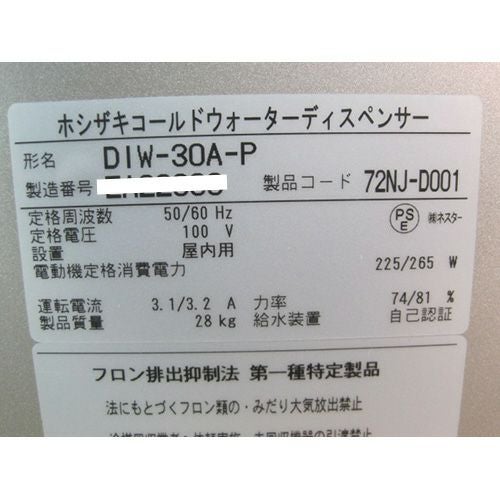 ホシザキコールドウォーターディスペンサー
形名 DIW-30A-P
製造番号 製品コード 72NJ-D001
定格周波数 50/60 Hz
定格電圧 100 V
PS E ㈱ネスター
設置 屋内用
電動機定格消費電力 225/265 W
運転電流 3.1/3.2 A 力率 74/81 %
製品質量 28 kg 給水装置 自己認証
フロン排出抑制法 第一種特定製品
法にもとづくフロン類の・みだり大気放出禁止